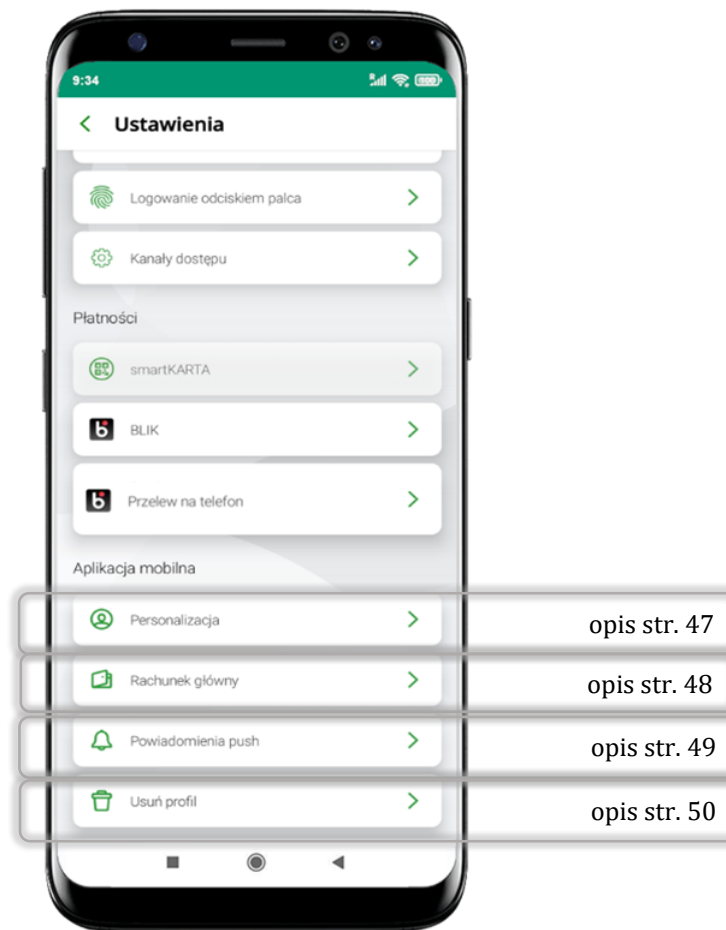 9:34
Ustawienia
Logowanie odciskiem palca
Kanały dostępu
Płatności
smartKARTA
BLIK
Przelew na telefon
Aplikacja mobilna
Personalizacja opis str. 47
Rachunek główny opis str. 48
Powiadomienia push opis str. 49
Usuń profil opis str. 50